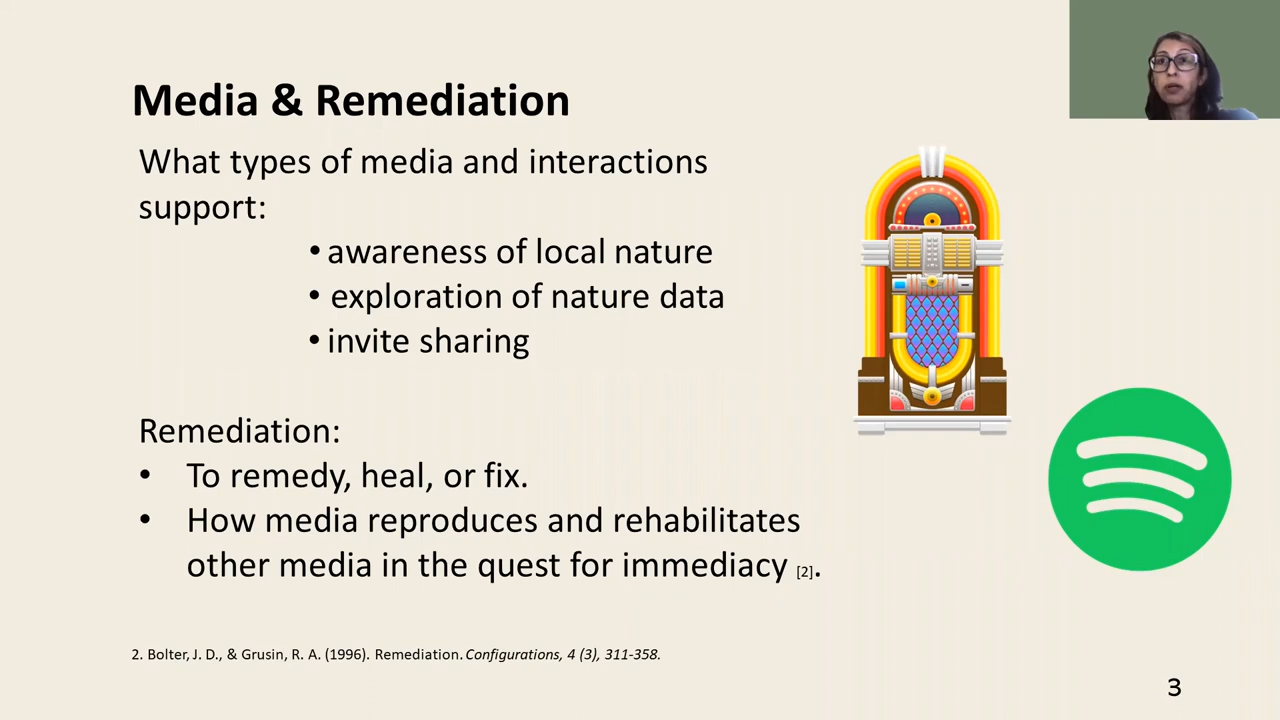 Media & Remediation
What types of media and interactions
support:
• awareness of local nature
• exploration of nature data
• invite sharing
Remediation:
• To remedy, heal, or fix.
• How media reproduces and rehabilitates
other media in the quest for immediacy [2].
2. Bolter, J. D., & Grusin, R. A. (1996). Remediation. Configurations, 4 (3), 311-358.
3